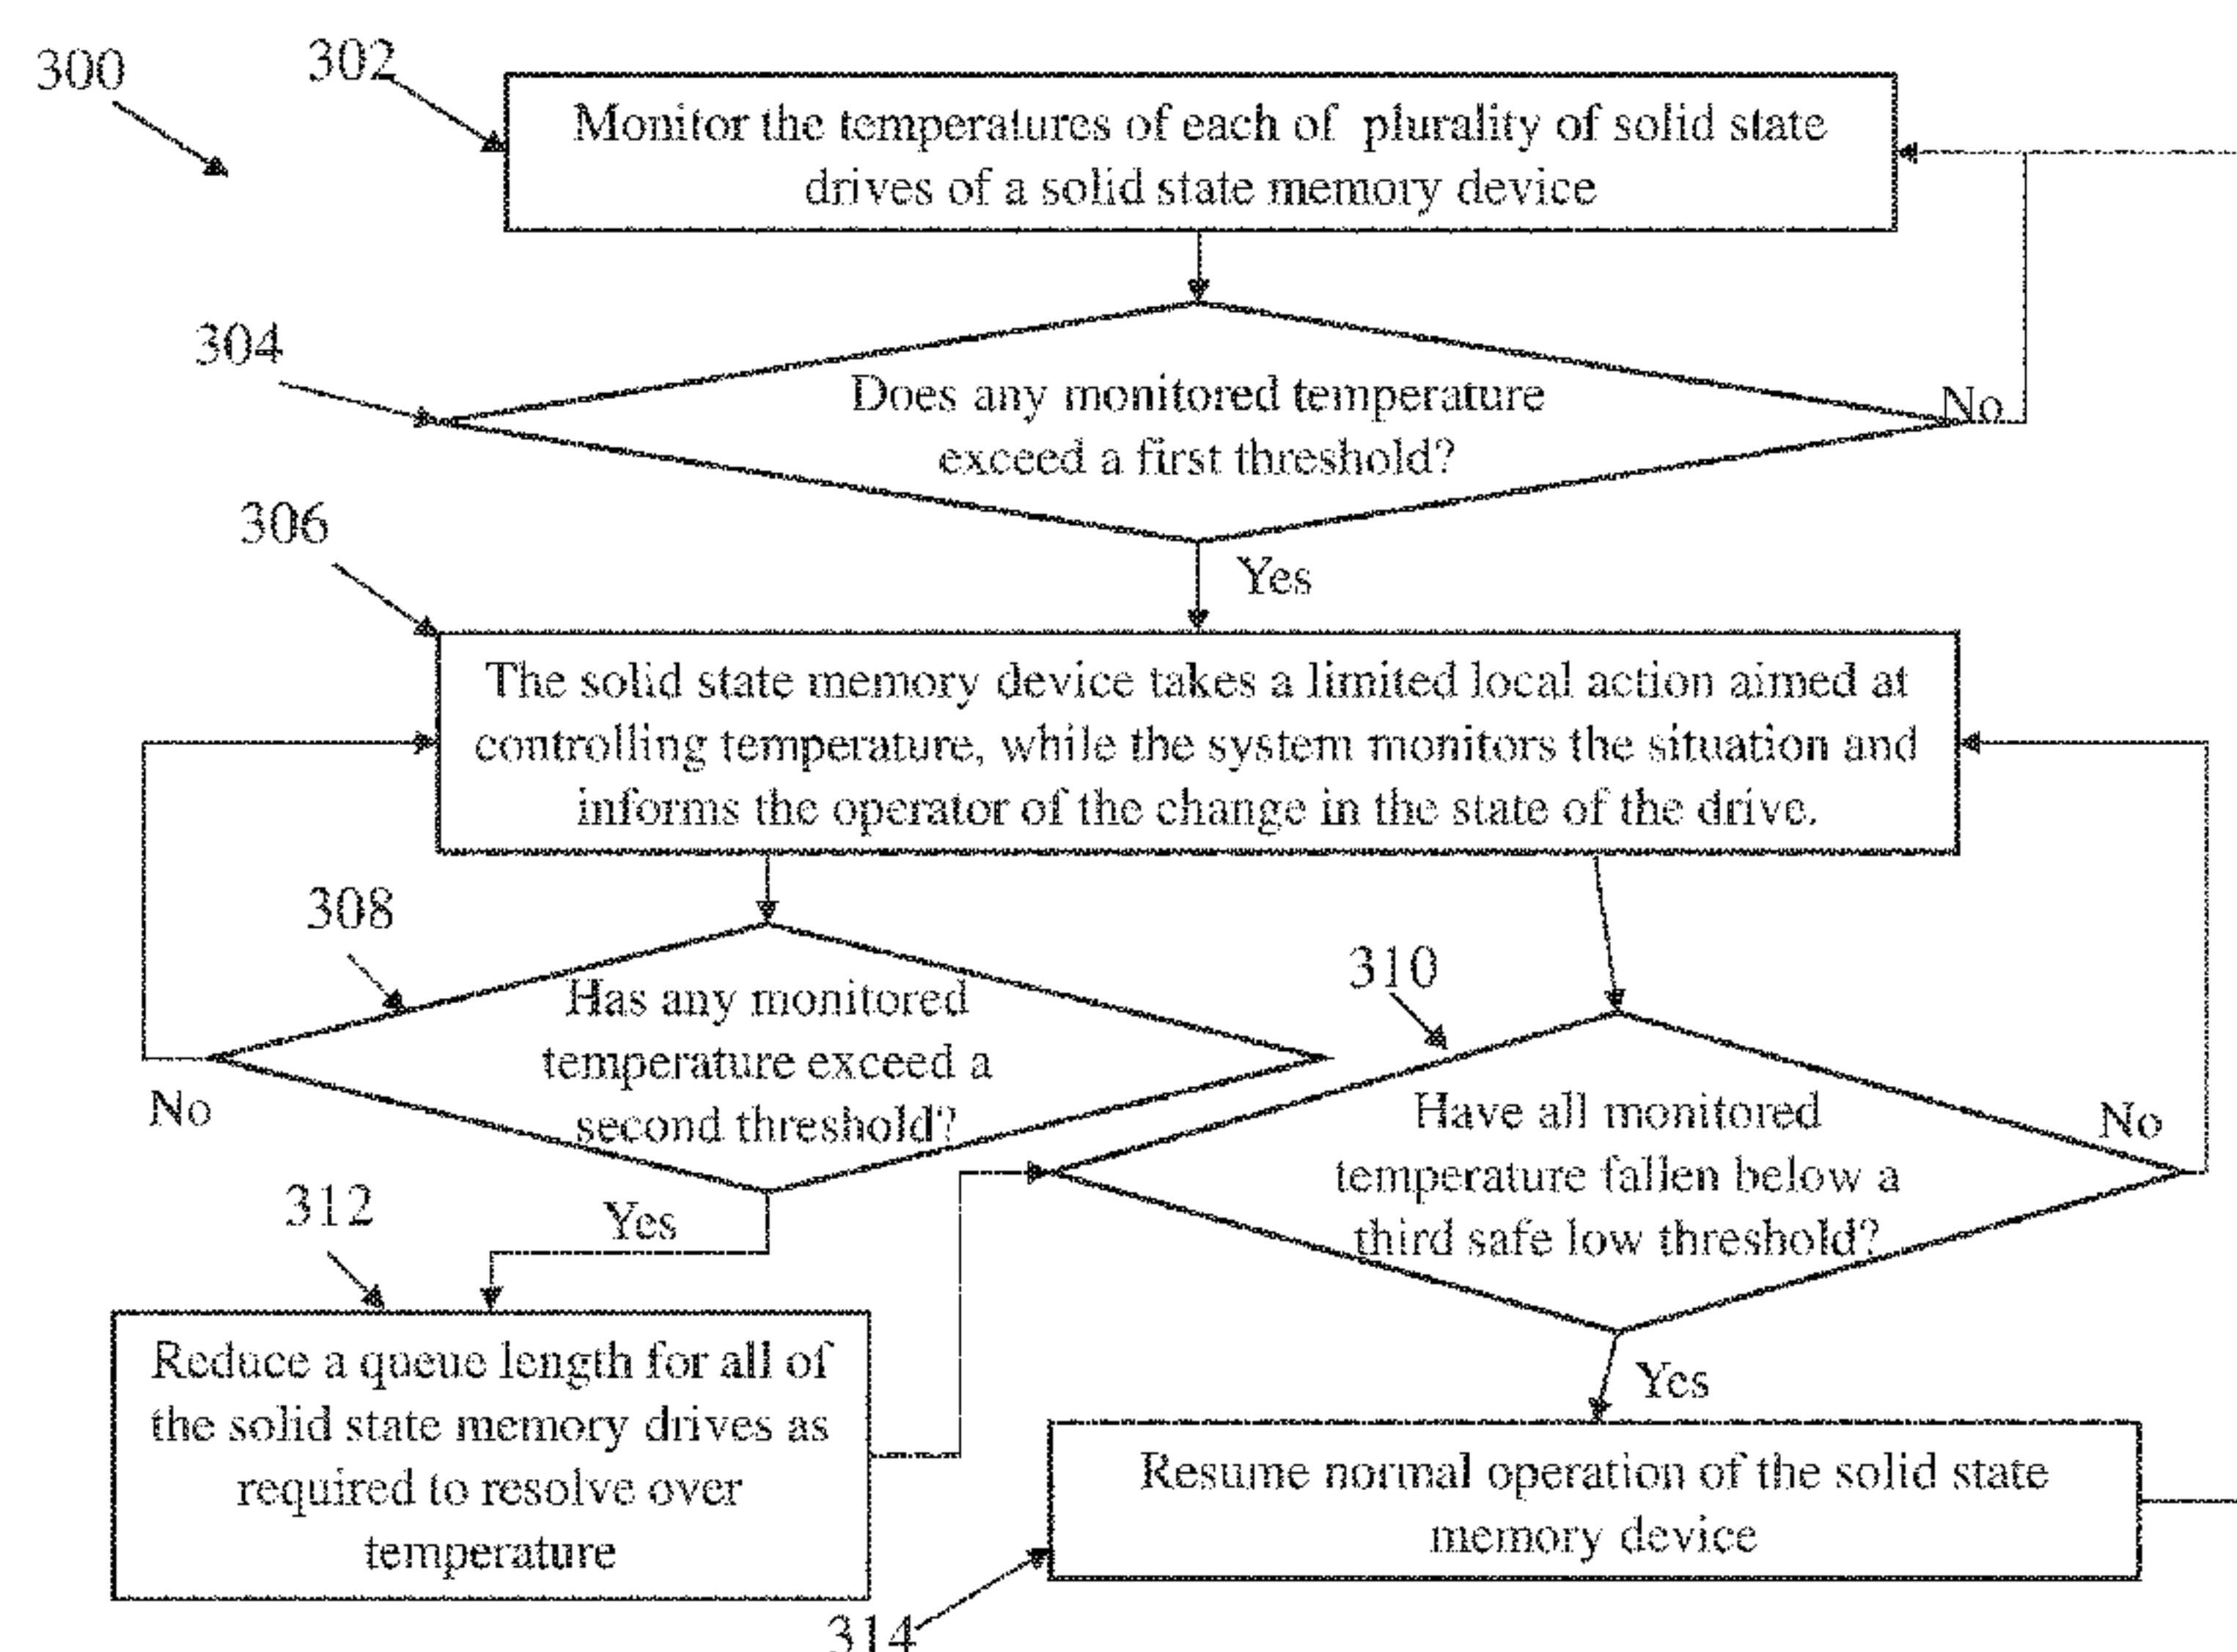 300
302
Monitor the temperatures of each of plurality of solid state
drives of a solid state memory device
304
Does any monitored temperature
exceed a first threshold?
No
306
Yes
The solid state memory device takes a limited local action aimed at
controlling temperature, while the system monitors the situation and
informs the operator of the change in the state of the drive.
308
Has any monitored
temperature exceed a
second threshold?
No
310
Have all monitored
temperature fallen below a
third safe low threshold?
No
312
Yes
Reduce a queue length for all of
the solid state memory drives as
required to resolve over
temperature
Yes
Resume normal operation of the solid state
memory device
314